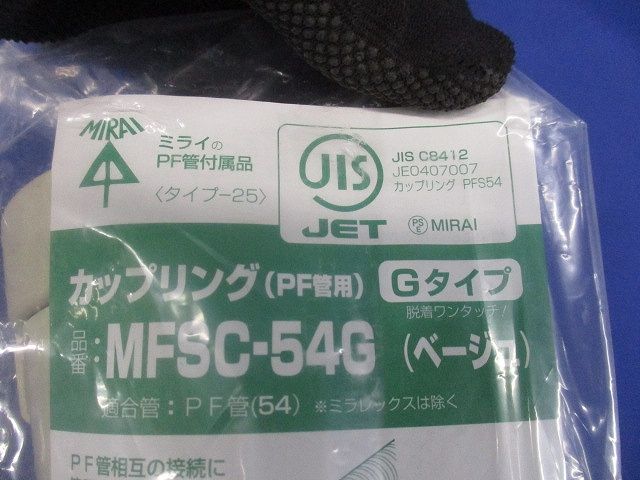 MIRAI
ミライの
PF管付属品
〈タイプ-25〉
JIS
JET
JIS C8412
JE0407007
カップリング PFS54
PS
E
MIRAI
カップリング(PF管用)
Gタイプ
脱着ワンタッチ!
品番:
MFSC-54G
(ベージュ)
適合管:PF管(54) ※ミラレックスは除く
PF管相互の接続に